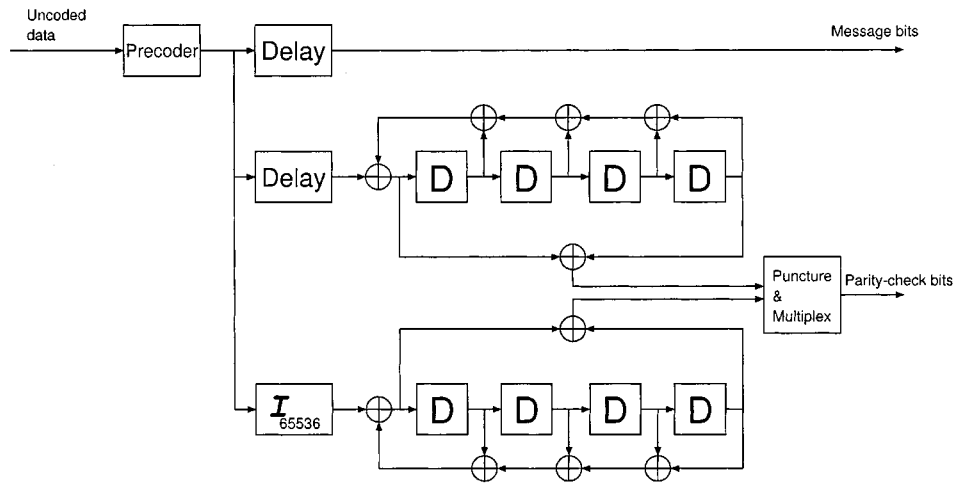 Uncoded
data
Precoder
Delay
Message bits
Delay
D D D D
Puncture
&
Multiplex
Parity-check bits
I
65536
D D D D